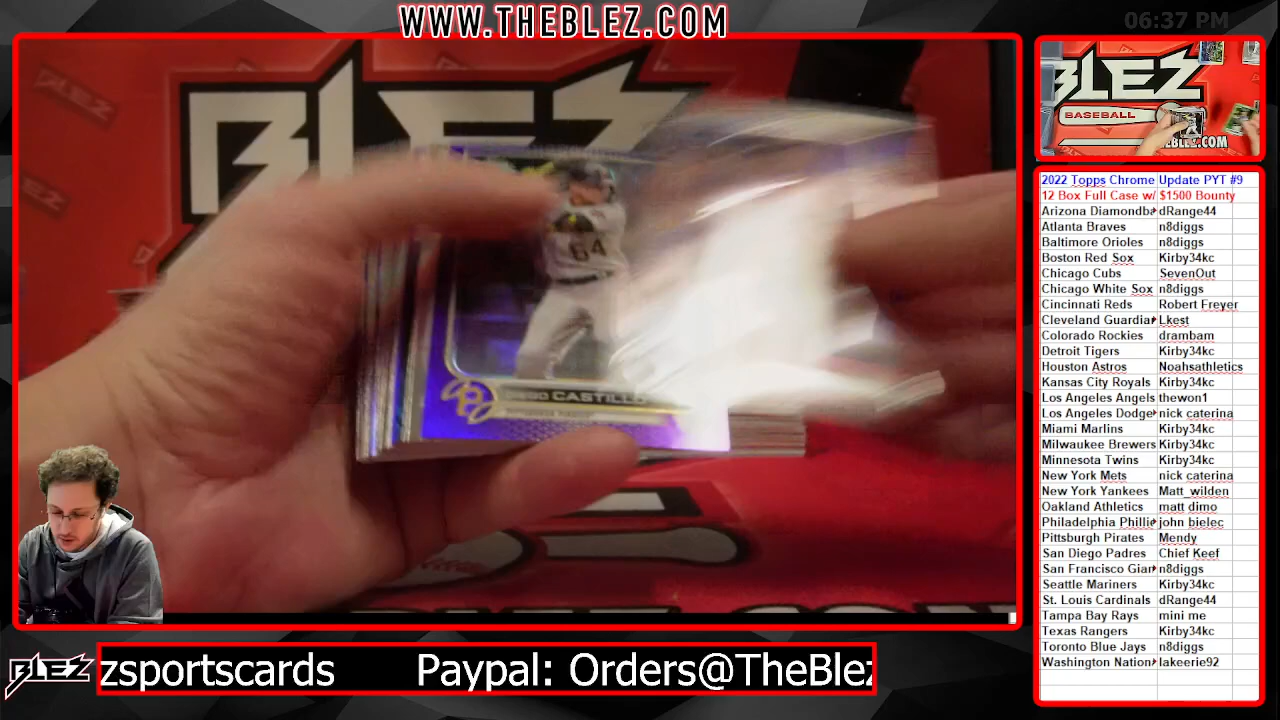 WWW.THEBLEZ.COM
06:37 PM
BLEZ
BLEZ
BLEZ
BASEBALL
BLEZ.COM
64
DIEGO CASTILLO
PITTSBURGH PIRATES
2022 Topps Chrome Update PYT #9
12 Box Full Case w/ $1500 Bounty
Arizona Diamondba dRange44
Atlanta Braves n8diggs
Baltimore Orioles n8diggs
Boston Red Sox Kirby34kc
Chicago Cubs SevenOut
Chicago White Sox n8diggs
Cincinnati Reds Robert Freyer
Cleveland Guardia Lkest
Colorado Rockies drambam
Detroit Tigers Kirby34kc
Houston Astros Noahsathletics
Kansas City Royals Kirby34kc
Los Angeles Angels thewon1
Los Angeles Dodge nick caterina
Miami Marlins Kirby34kc
Milwaukee Brewers Kirby34kc
Minnesota Twins Kirby34kc
New York Mets nick caterina
New York Yankees Matt_wilden
Oakland Athletics matt dimo
Philadelphia Phillie john bielec
Pittsburgh Pirates Mendy
San Diego Padres Chief Keef
San Francisco Gian n8diggs
Seattle Mariners Kirby34kc
St. Louis Cardinals dRange44
Tampa Bay Rays mini me
Texas Rangers Kirby34kc
Toronto Blue Jays n8diggs
Washington Nation lakeerie92
BLEZ
zsportscards Paypal: Orders@TheBlez